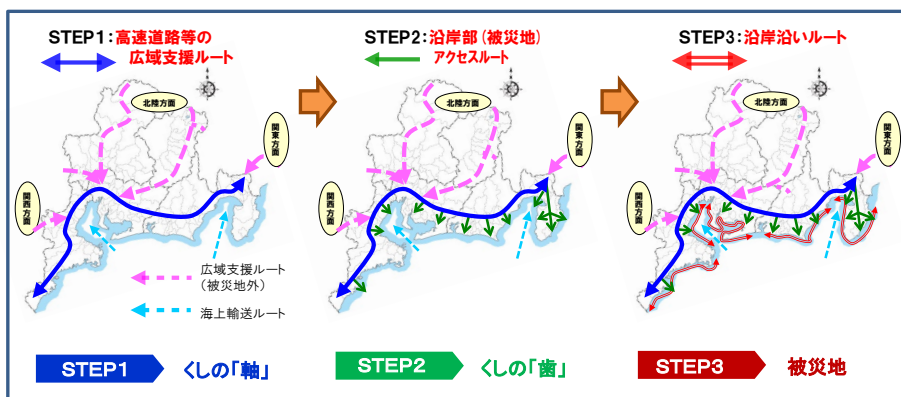 STEP1：高速道路等の
広域支援ルート
北陸方面
関東方面
関西方面
広域支援ルート
（被災地外）
海上輸送ルート
STEP1
くしの「軸」
STEP2：沿岸部（被災地）
アクセスルート
北陸方面
関東方面
関西方面
STEP2
くしの「歯」
STEP3：沿岸沿いルート
北陸方面
関東方面
関西方面
STEP3
被災地